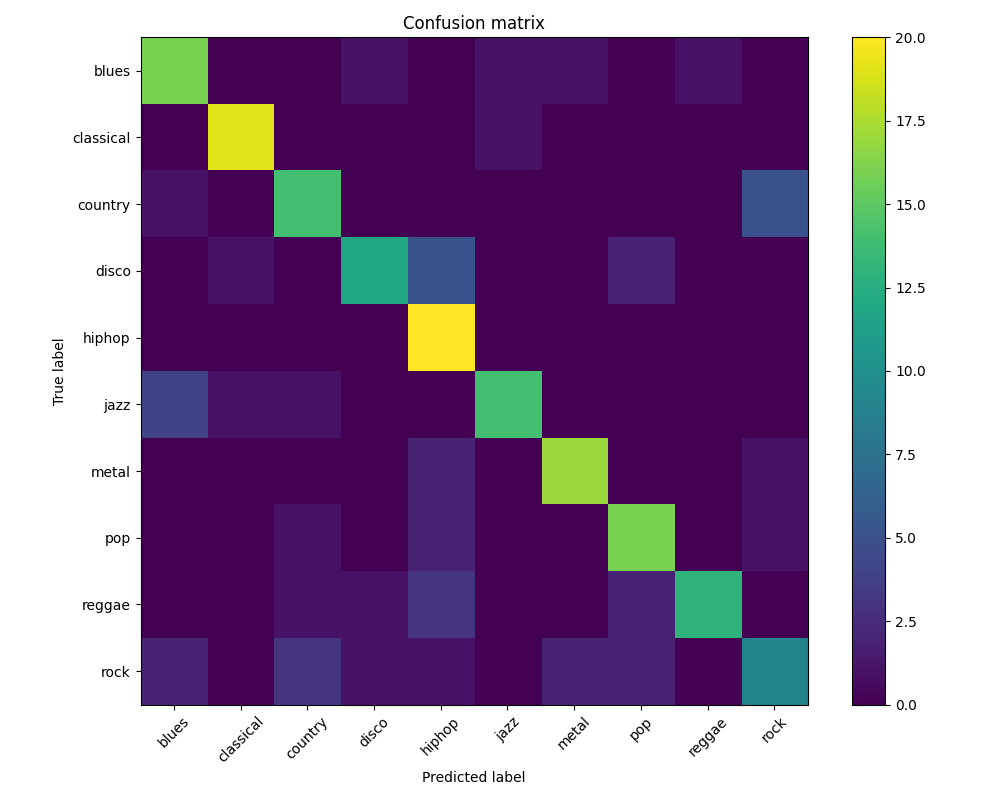 Confusion matrix
blues
classical
country
disco
hiphop
jazz
metal
pop
reggae
rock
True label
blues
classical
country
disco
hiphop
jazz
metal
pop
reggae
rock
Predicted label
20.0
17.5
15.0
12.5
10.0
7.5
5.0
2.5
0.0